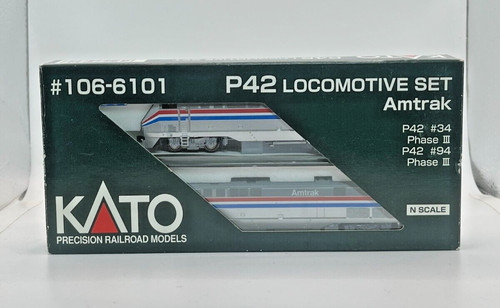 #106-6101
P42 LOCOMOTIVE SET
Amtrak
P42 #34
Phase III
P42 #94
Phase III
Amtrak
KATO
PRECISION RAILROAD MODELS
N SCALE